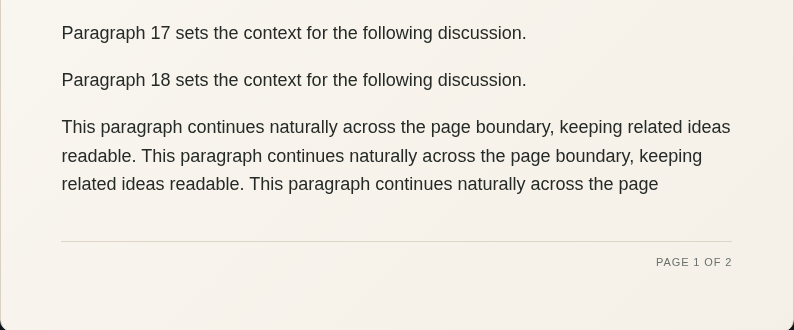 Paragraph 17 sets the context for the following discussion.
Paragraph 18 sets the context for the following discussion.
This paragraph continues naturally across the page boundary, keeping related ideas
readable. This paragraph continues naturally across the page boundary, keeping
related ideas readable. This paragraph continues naturally across the page
PAGE 1 OF 2